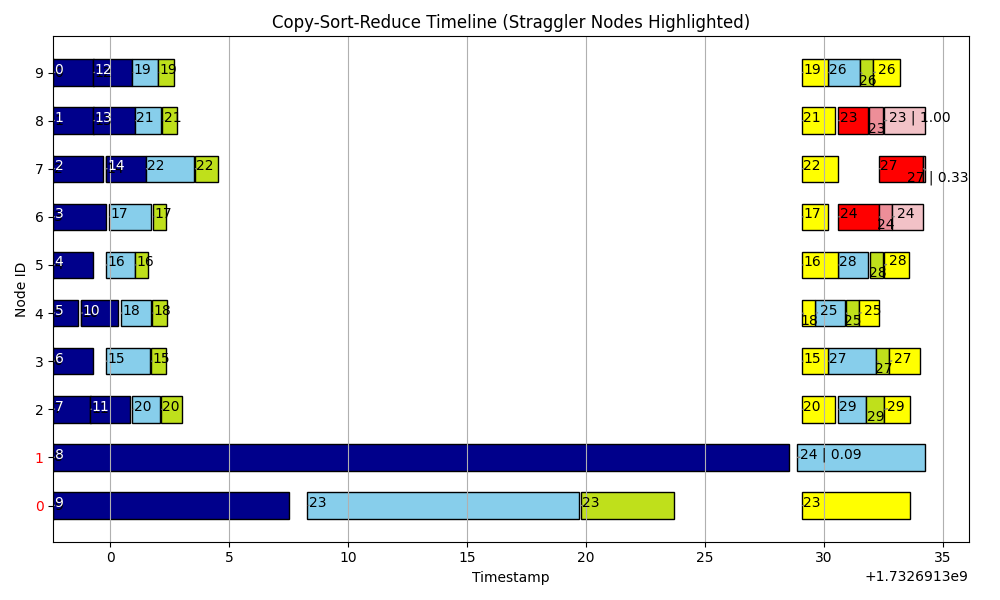 Copy-Sort-Reduce Timeline (Straggler Nodes Highlighted)
9 0 12 19 19 19 26 26 26
8 1 13 21 21 21 23 23 23 | 1.00
7 2 14 22 22 22 27 27 | 0.33
6 3 17 17 17 24 24 24
5 4 16 16 16 28 28 28
4 5 10 18 18 18 25 25 25
3 6 15 15 15 27 27 27
2 7 11 20 20 20 29 29 29
1 8 24 | 0.09
0 9 23 23 23
Node ID
0 5 10 15 20 25 30 35
Timestamp
+1.7326913e9